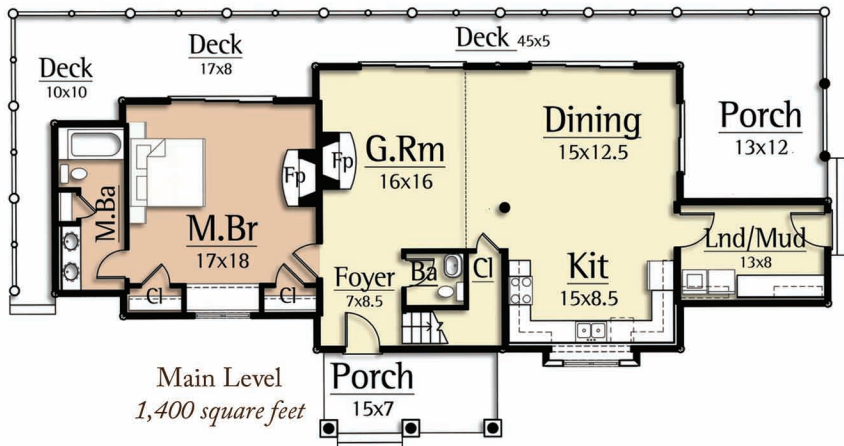 Deck
17x8
Deck 45x5
Deck
10x10
Porch
13x12
Dining
15x12.5
G.Rm
16x16
Fp
Fp
M.Ba
M.Br
17x18
Lnd/Mud
13x8
Foyer
7x8.5
Ba
Cl
Kit
15x8.5
Cl
Cl
Main Level
1,400 square feet
Porch
15x7